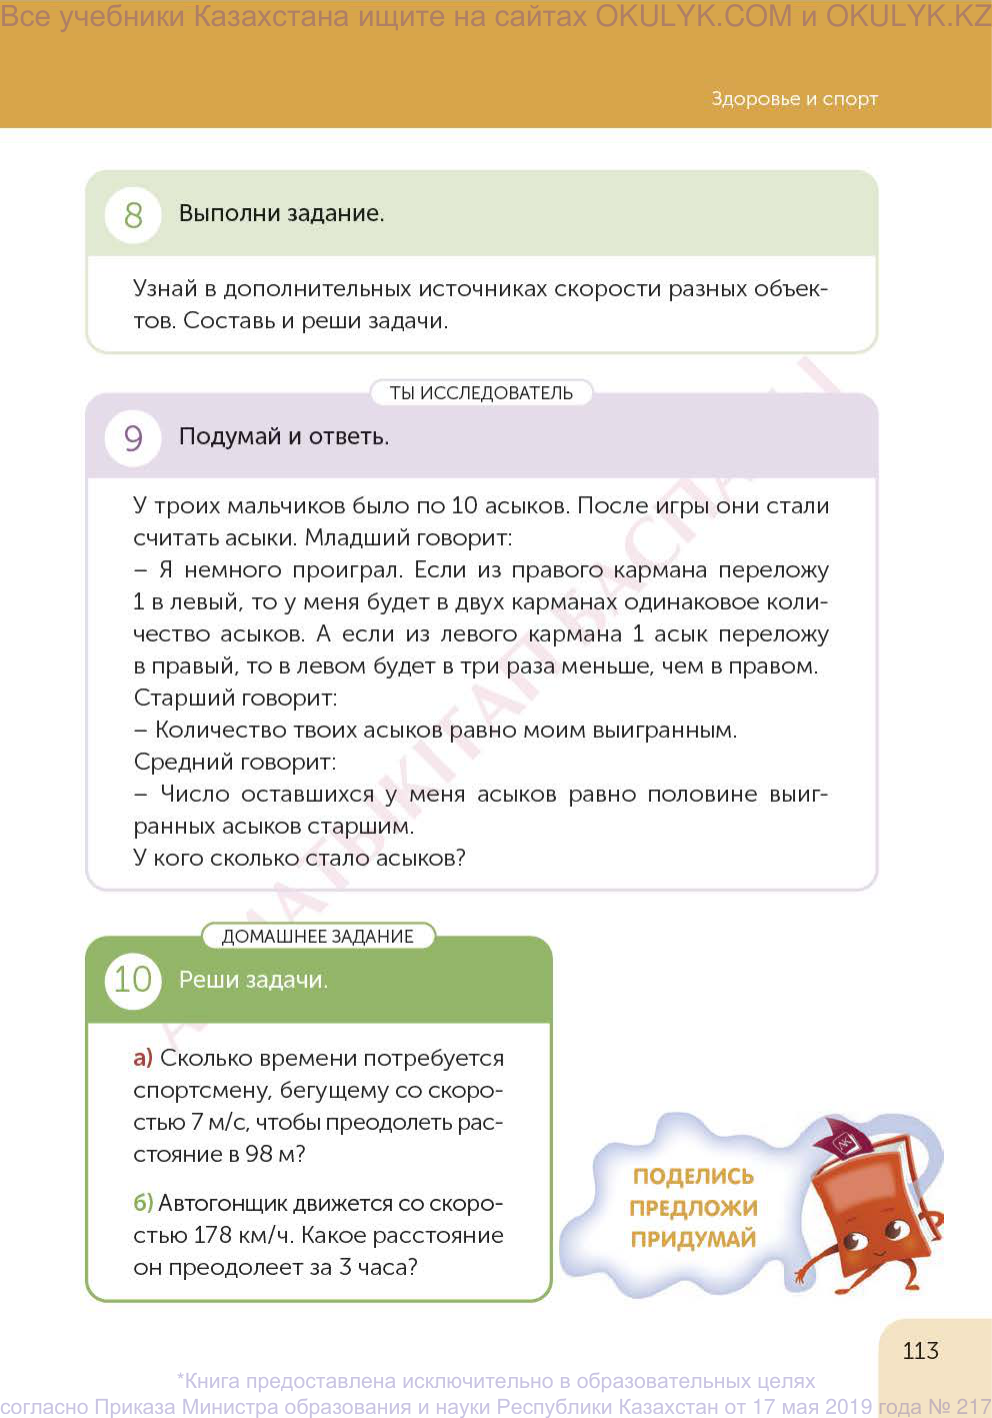 Все учебники Казахстана ищите на сайтах OKULYK.COM и OKULYK.KZ
Здоровье и спорт
8 Выполни задание.
Узнай в дополнительных источниках скорости разных объек-
тов. Составь и реши задачи.
ТЫ ИССЛЕДОВАТЕЛЬ
9 Подумай и ответь.
У троих мальчиков было по 10 асыков. После игры они стали
считать асыки. Младший говорит:
– Я немного проиграл. Если из правого кармана переложу
1 в левый, то у меня будет в двух карманах одинаковое коли-
чество асыков. А если из левого кармана 1 асык переложу
в правый, то в левом будет в три раза меньше, чем в правом.
Старший говорит:
– Количество твоих асыков равно моим выигранным.
Средний говорит:
– Число оставшихся у меня асыков равно половине выиг-
ранных асыков старшим.
У кого сколько стало асыков?
АЛМАТЫКІТАП БАСПАСЫ
ДОМАШНЕЕ ЗАДАНИЕ
10 Реши задачи.
а) Сколько времени потребуется
спортсмену, бегущему со скоро-
стью 7 м/с, чтобы преодолеть рас-
стояние в 98 м?
б) Автогонщик движется со скоро-
стью 178 км/ч. Какое расстояние
он преодолеет за 3 часа?
ПОДЕЛИСЬ
ПРЕДЛОЖИ
ПРИДУМАЙ
АК
113
*Книга предоставлена исключительно в образовательных целях
согласно Приказа Министра образования и науки Республики Казахстан от 17 мая 2019 года № 217